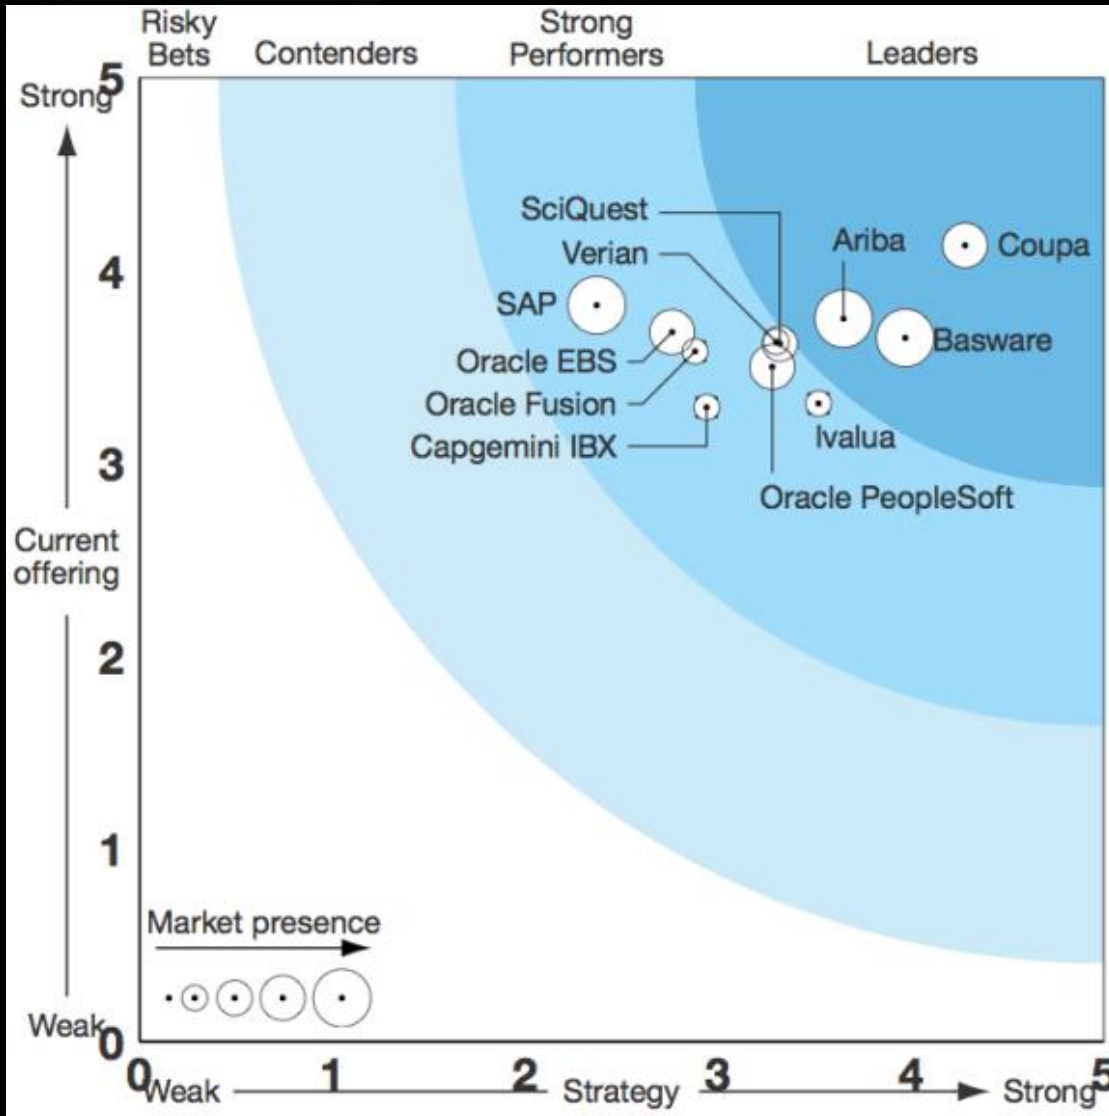 Risky
Bets
Contenders
Strong
Performers
Leaders
5
Strong
SciQuest
Verian
Ariba
Coupa
4
SAP
Basware
Oracle EBS
Oracle Fusion
Capgemini IBX
Ivalua
3
Oracle PeopleSoft
Current
offering
2
1
Market presence
Weak
0
0 1 2 3 4 5
Weak Strategy Strong